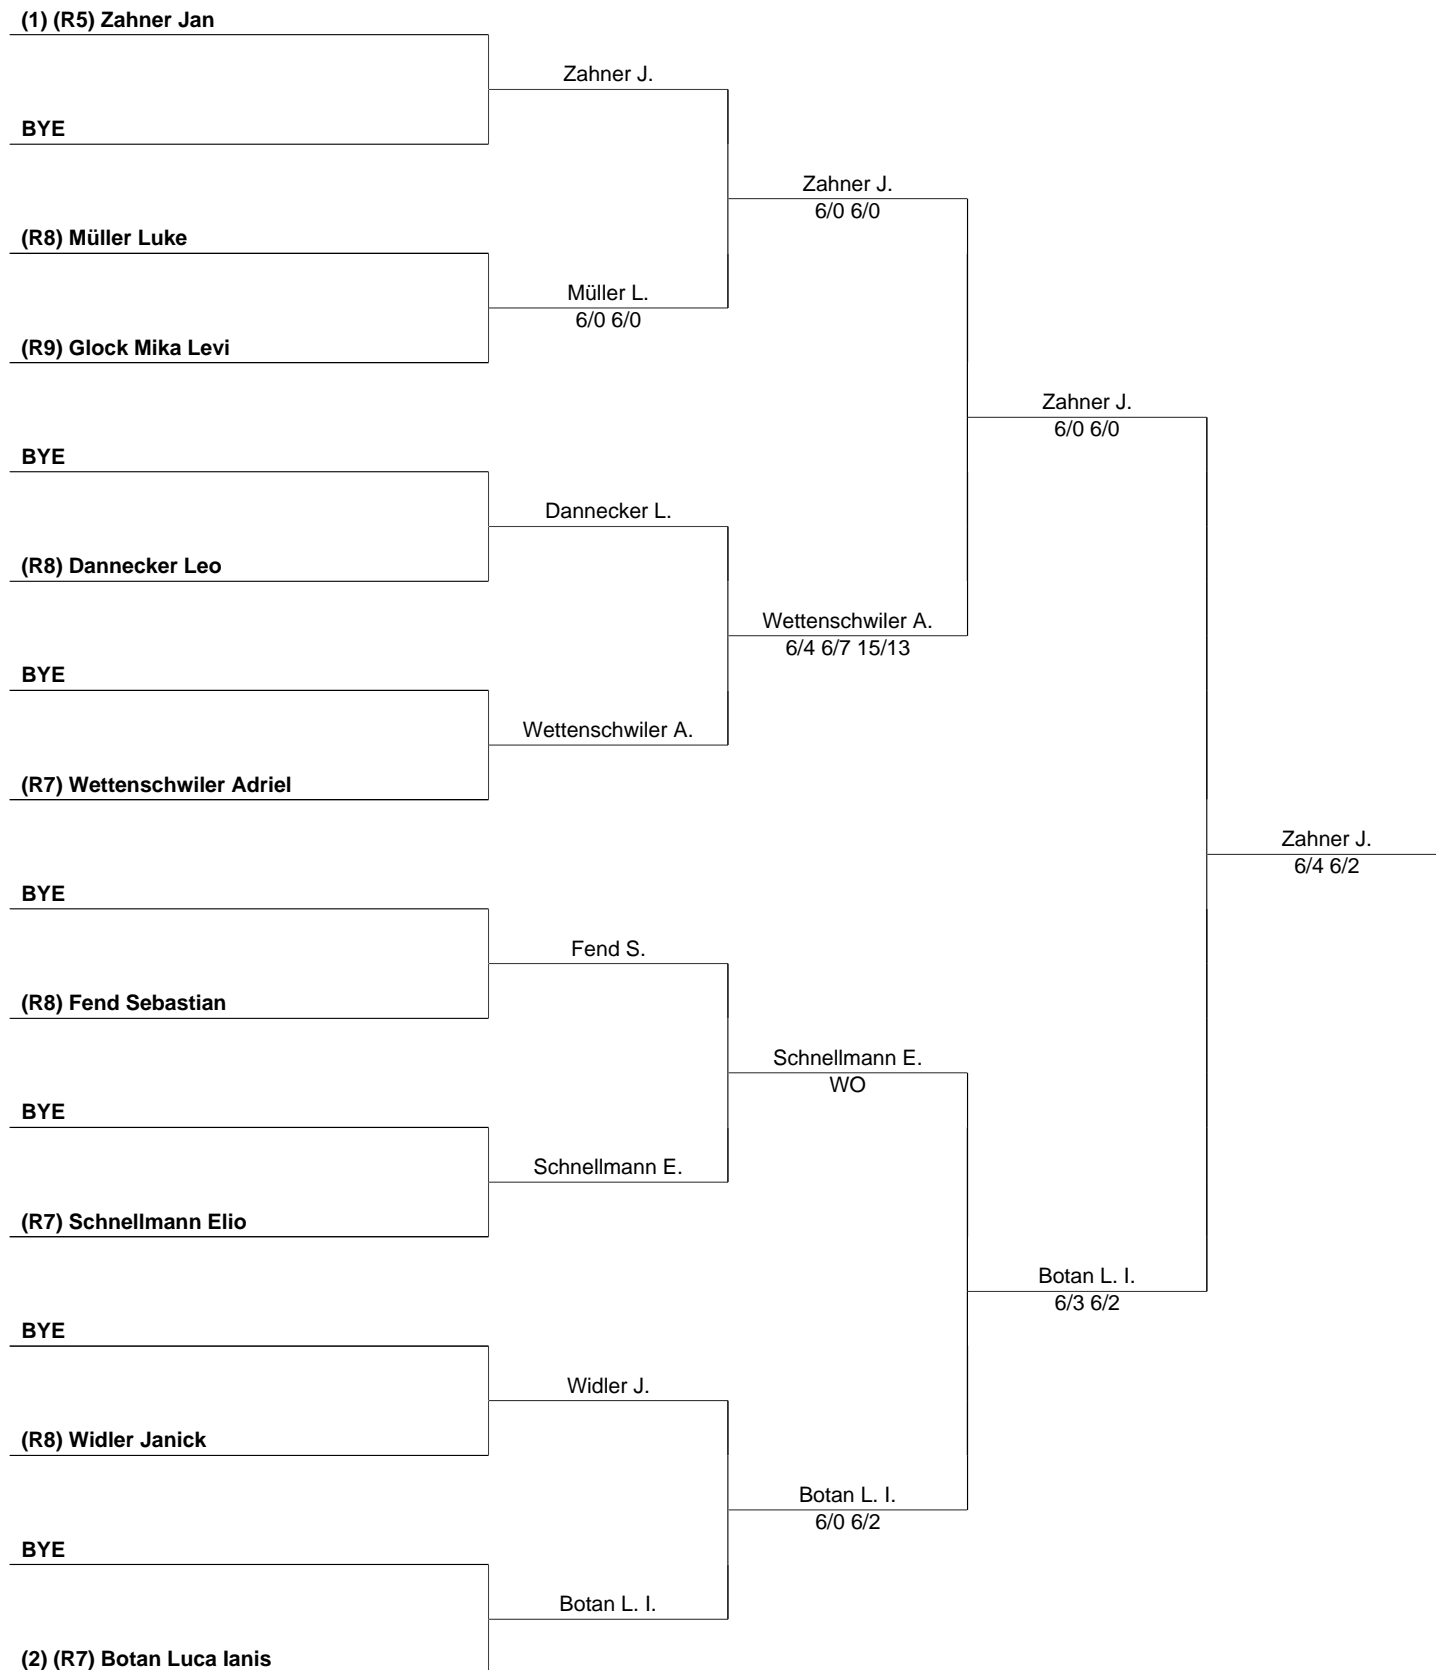 (1) (R5) Zahner Jan
Zahner J.
BYE
Zahner J.
6/0 6/0
(R8) Müller Luke
Müller L.
6/0 6/0
(R9) Glock Mika Levi
Zahner J.
6/0 6/0
BYE
Dannecker L.
(R8) Dannecker Leo
Wettenschwiler A.
6/4 6/7 15/13
BYE
Wettenschwiler A.
(R7) Wettenschwiler Adriel
Zahner J.
6/4 6/2
BYE
Fend S.
(R8) Fend Sebastian
Schnellmann E.
WO
BYE
Schnellmann E.
(R7) Schnellmann Elio
Botan L. I.
6/3 6/2
BYE
Widler J.
(R8) Widler Janick
Botan L. I.
6/0 6/2
BYE
Botan L. I.
(2) (R7) Botan Luca Ianis